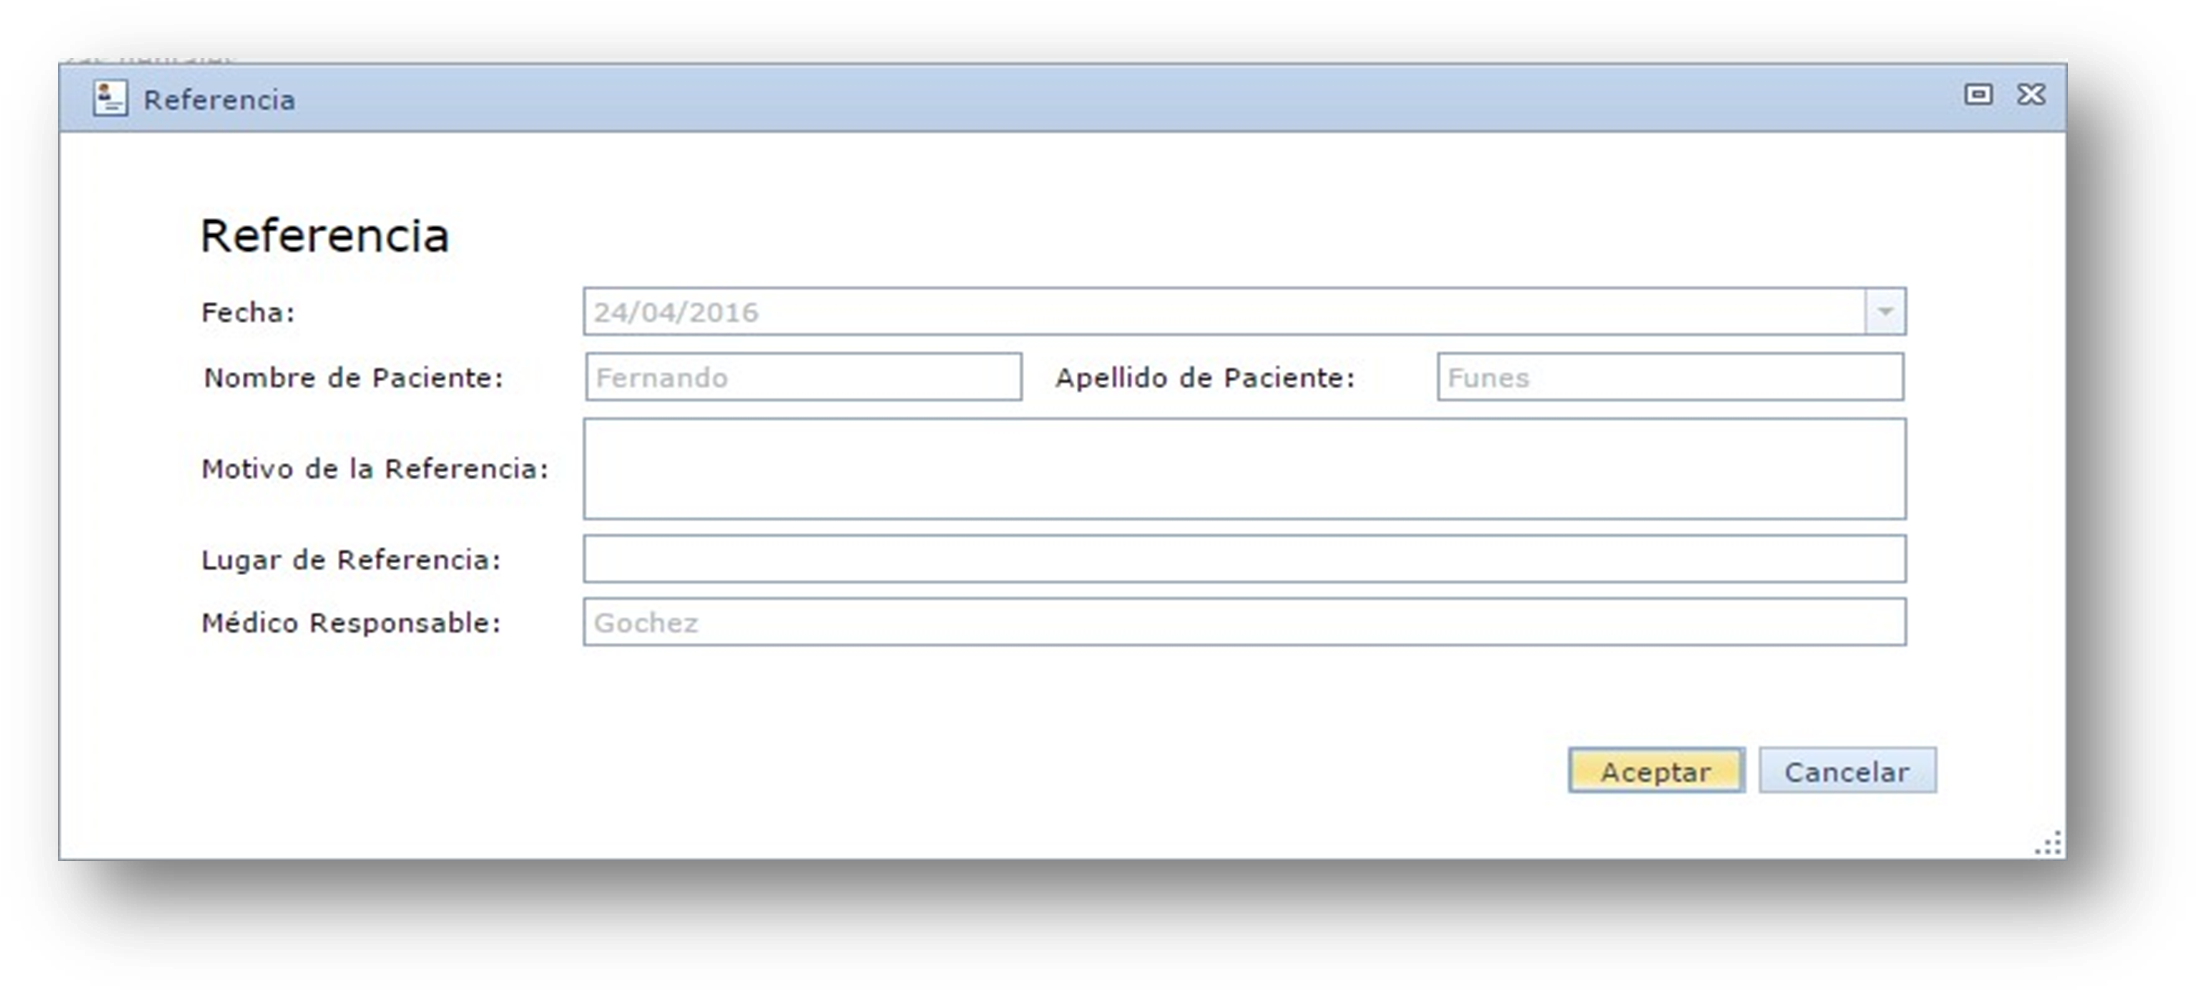 Referencia
Referencia
Fecha: 24/04/2016
Nombre de Paciente: Fernando Apellido de Paciente: Funes
Motivo de la Referencia:
Lugar de Referencia:
Médico Responsable: Gochez
Aceptar Cancelar